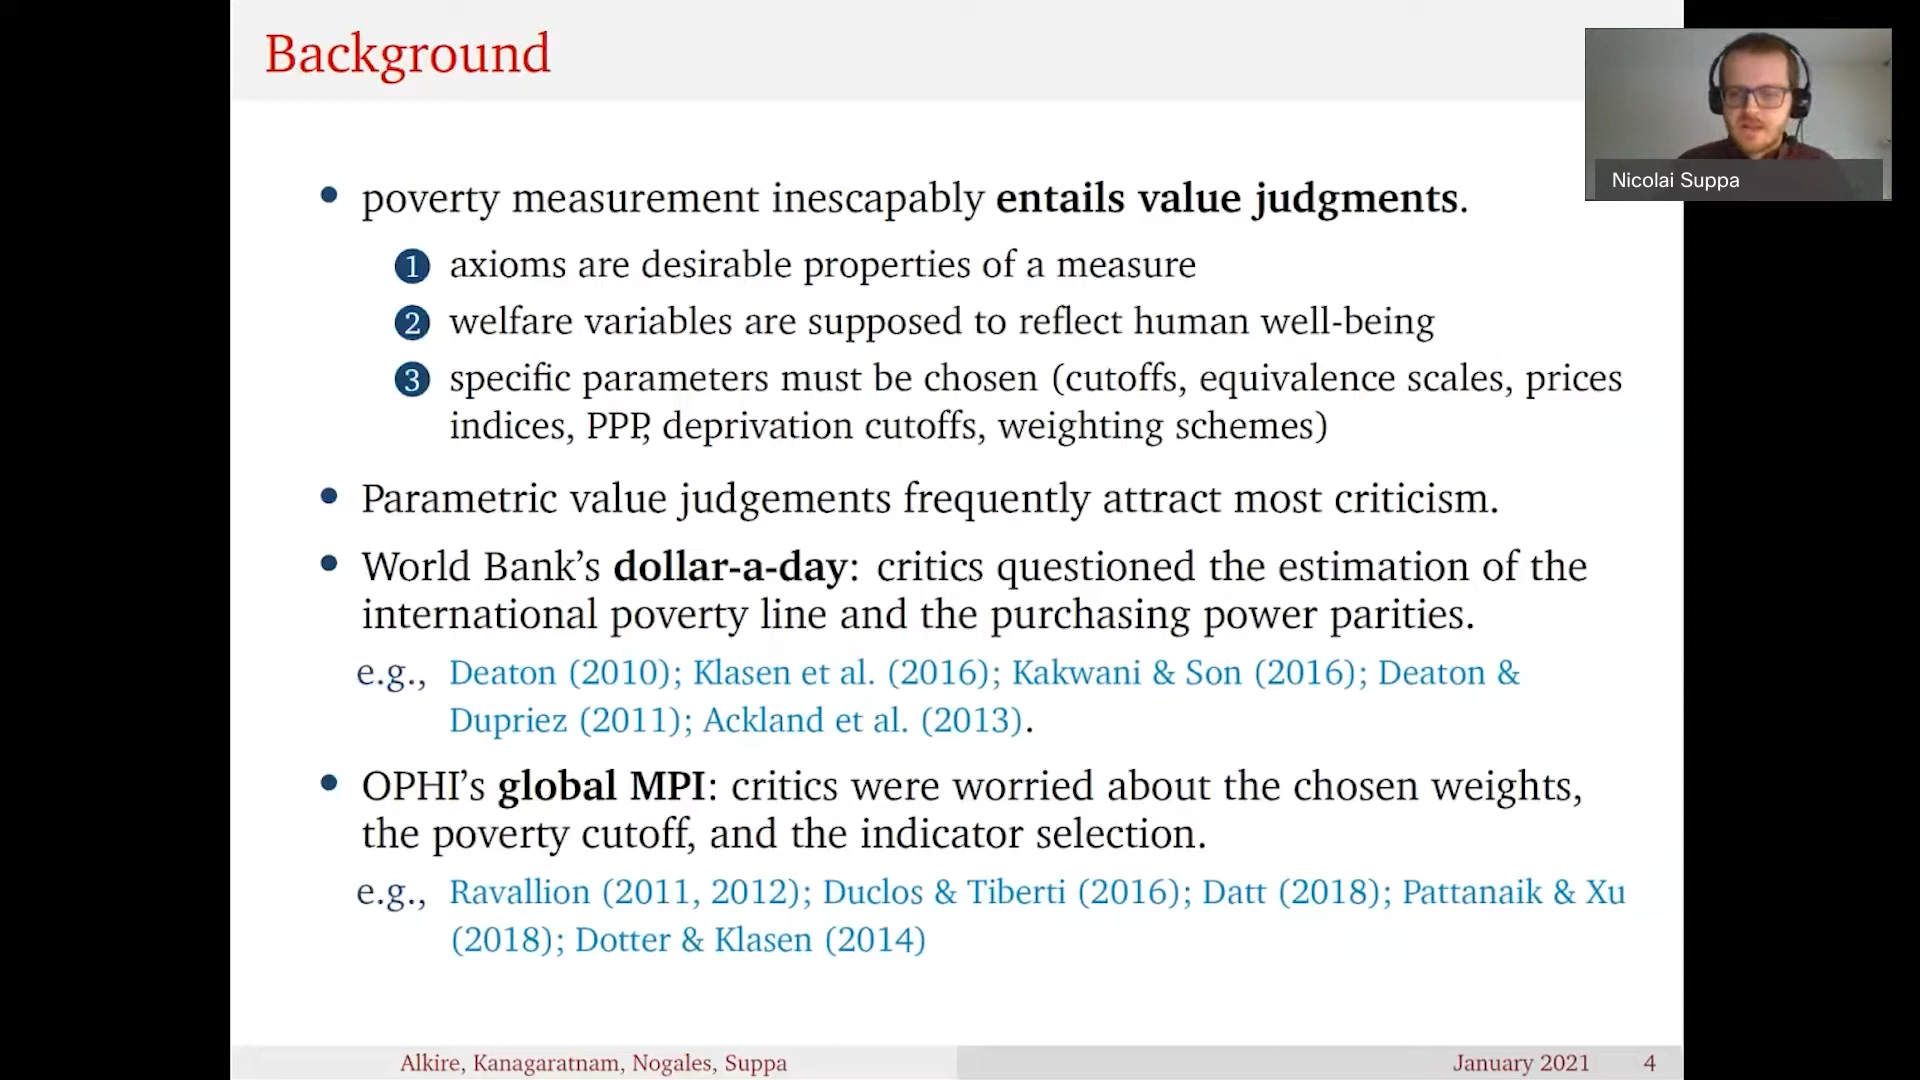 Background
Nicolai Suppa
• poverty measurement inescapably entails value judgments.
1 axioms are desirable properties of a measure
2 welfare variables are supposed to reflect human well-being
3 specific parameters must be chosen (cutoffs, equivalence scales, prices
indices, PPP, deprivation cutoffs, weighting schemes)
• Parametric value judgements frequently attract most criticism.
• World Bank’s dollar-a-day: critics questioned the estimation of the
international poverty line and the purchasing power parities.
e.g., Deaton (2010); Klasen et al. (2016); Kakwani & Son (2016); Deaton &
Dupriez (2011); Ackland et al. (2013).
• OPHI’s global MPI: critics were worried about the chosen weights,
the poverty cutoff, and the indicator selection.
e.g., Ravallion (2011, 2012); Duclos & Tiberti (2016); Datt (2018); Pattanaik & Xu
(2018); Dotter & Klasen (2014)
Alkire, Kanagaratnam, Nogales, Suppa
January 2021 4